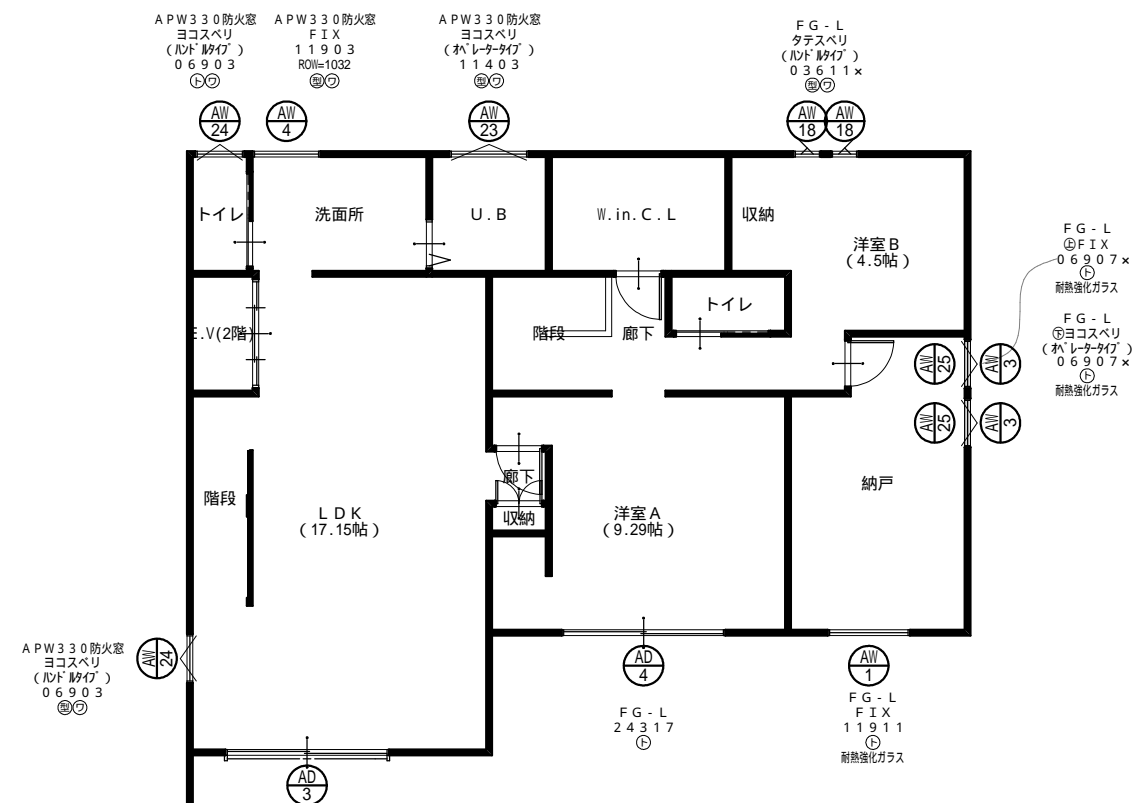 APW330防火窓
ヨコスベリ
(ハンドルタイプ)
06903
トワ
APW330防火窓
FIX
11903
ROW=1032
型ワ
APW330防火窓
ヨコスベリ
(オペレータータイプ)
11403
型ワ
FG-L
タテスベリ
(ハンドルタイプ)
03611×
型ワ
AW
24
AW
4
AW
23
AW
18
AW
18
トイレ
洗面所
U.B
W.in.C.L
収納
洋室B
(4.5帖)
FG-L
上FIX
06907×
ト
耐熱強化ガラス
FG-L
下ヨコスベリ
(オペレータータイプ)
06907×
ト
耐熱強化ガラス
E.V(2階)
階段
廊下
トイレ
AW
25
AW
3
AW
25
AW
3
階段
LDK
(17.15帖)
廊下
収納
洋室A
(9.29帖)
納戸
APW330防火窓
ヨコスベリ
(ハンドルタイプ)
06903
型ワ
AW
24
AD
4
FG-L
24317
ト
AW
1
FG-L
FIX
11911
ト
耐熱強化ガラス
AD
3